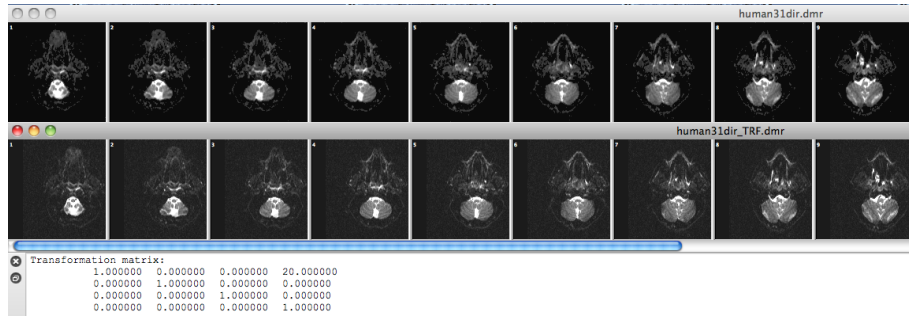 human31dir.dmr
1 2 3 4 5 6 7 8 9
human31dir_TRF.dmr
1 2 3 4 5 6 7 8 9
Transformation matrix:
1.000000 0.000000 0.000000 20.000000
0.000000 1.000000 0.000000 0.000000
0.000000 0.000000 1.000000 0.000000
0.000000 0.000000 0.000000 1.000000